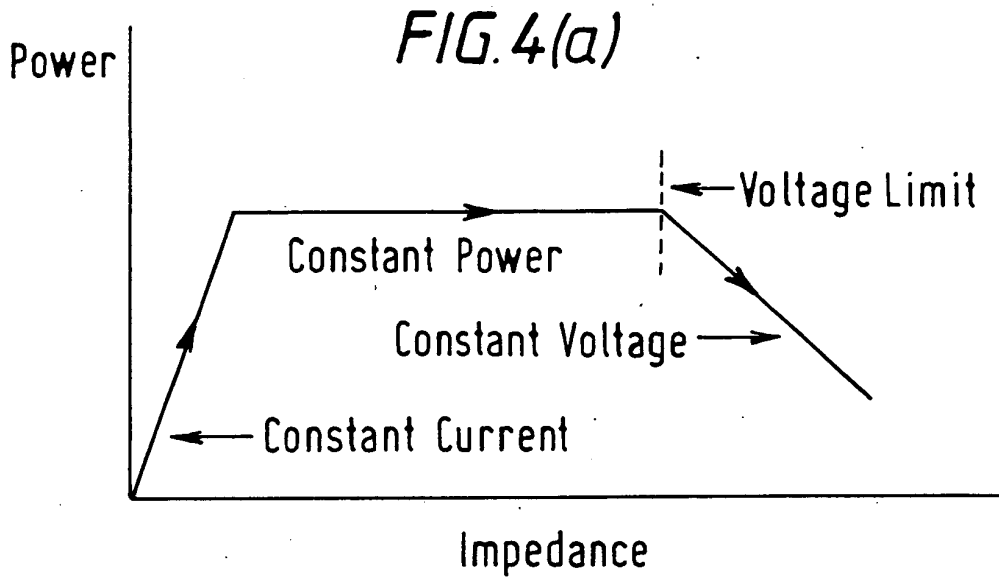 FIG. 4(a)
Power
Voltage Limit
Constant Power
Constant Voltage
Constant Current
Impedance